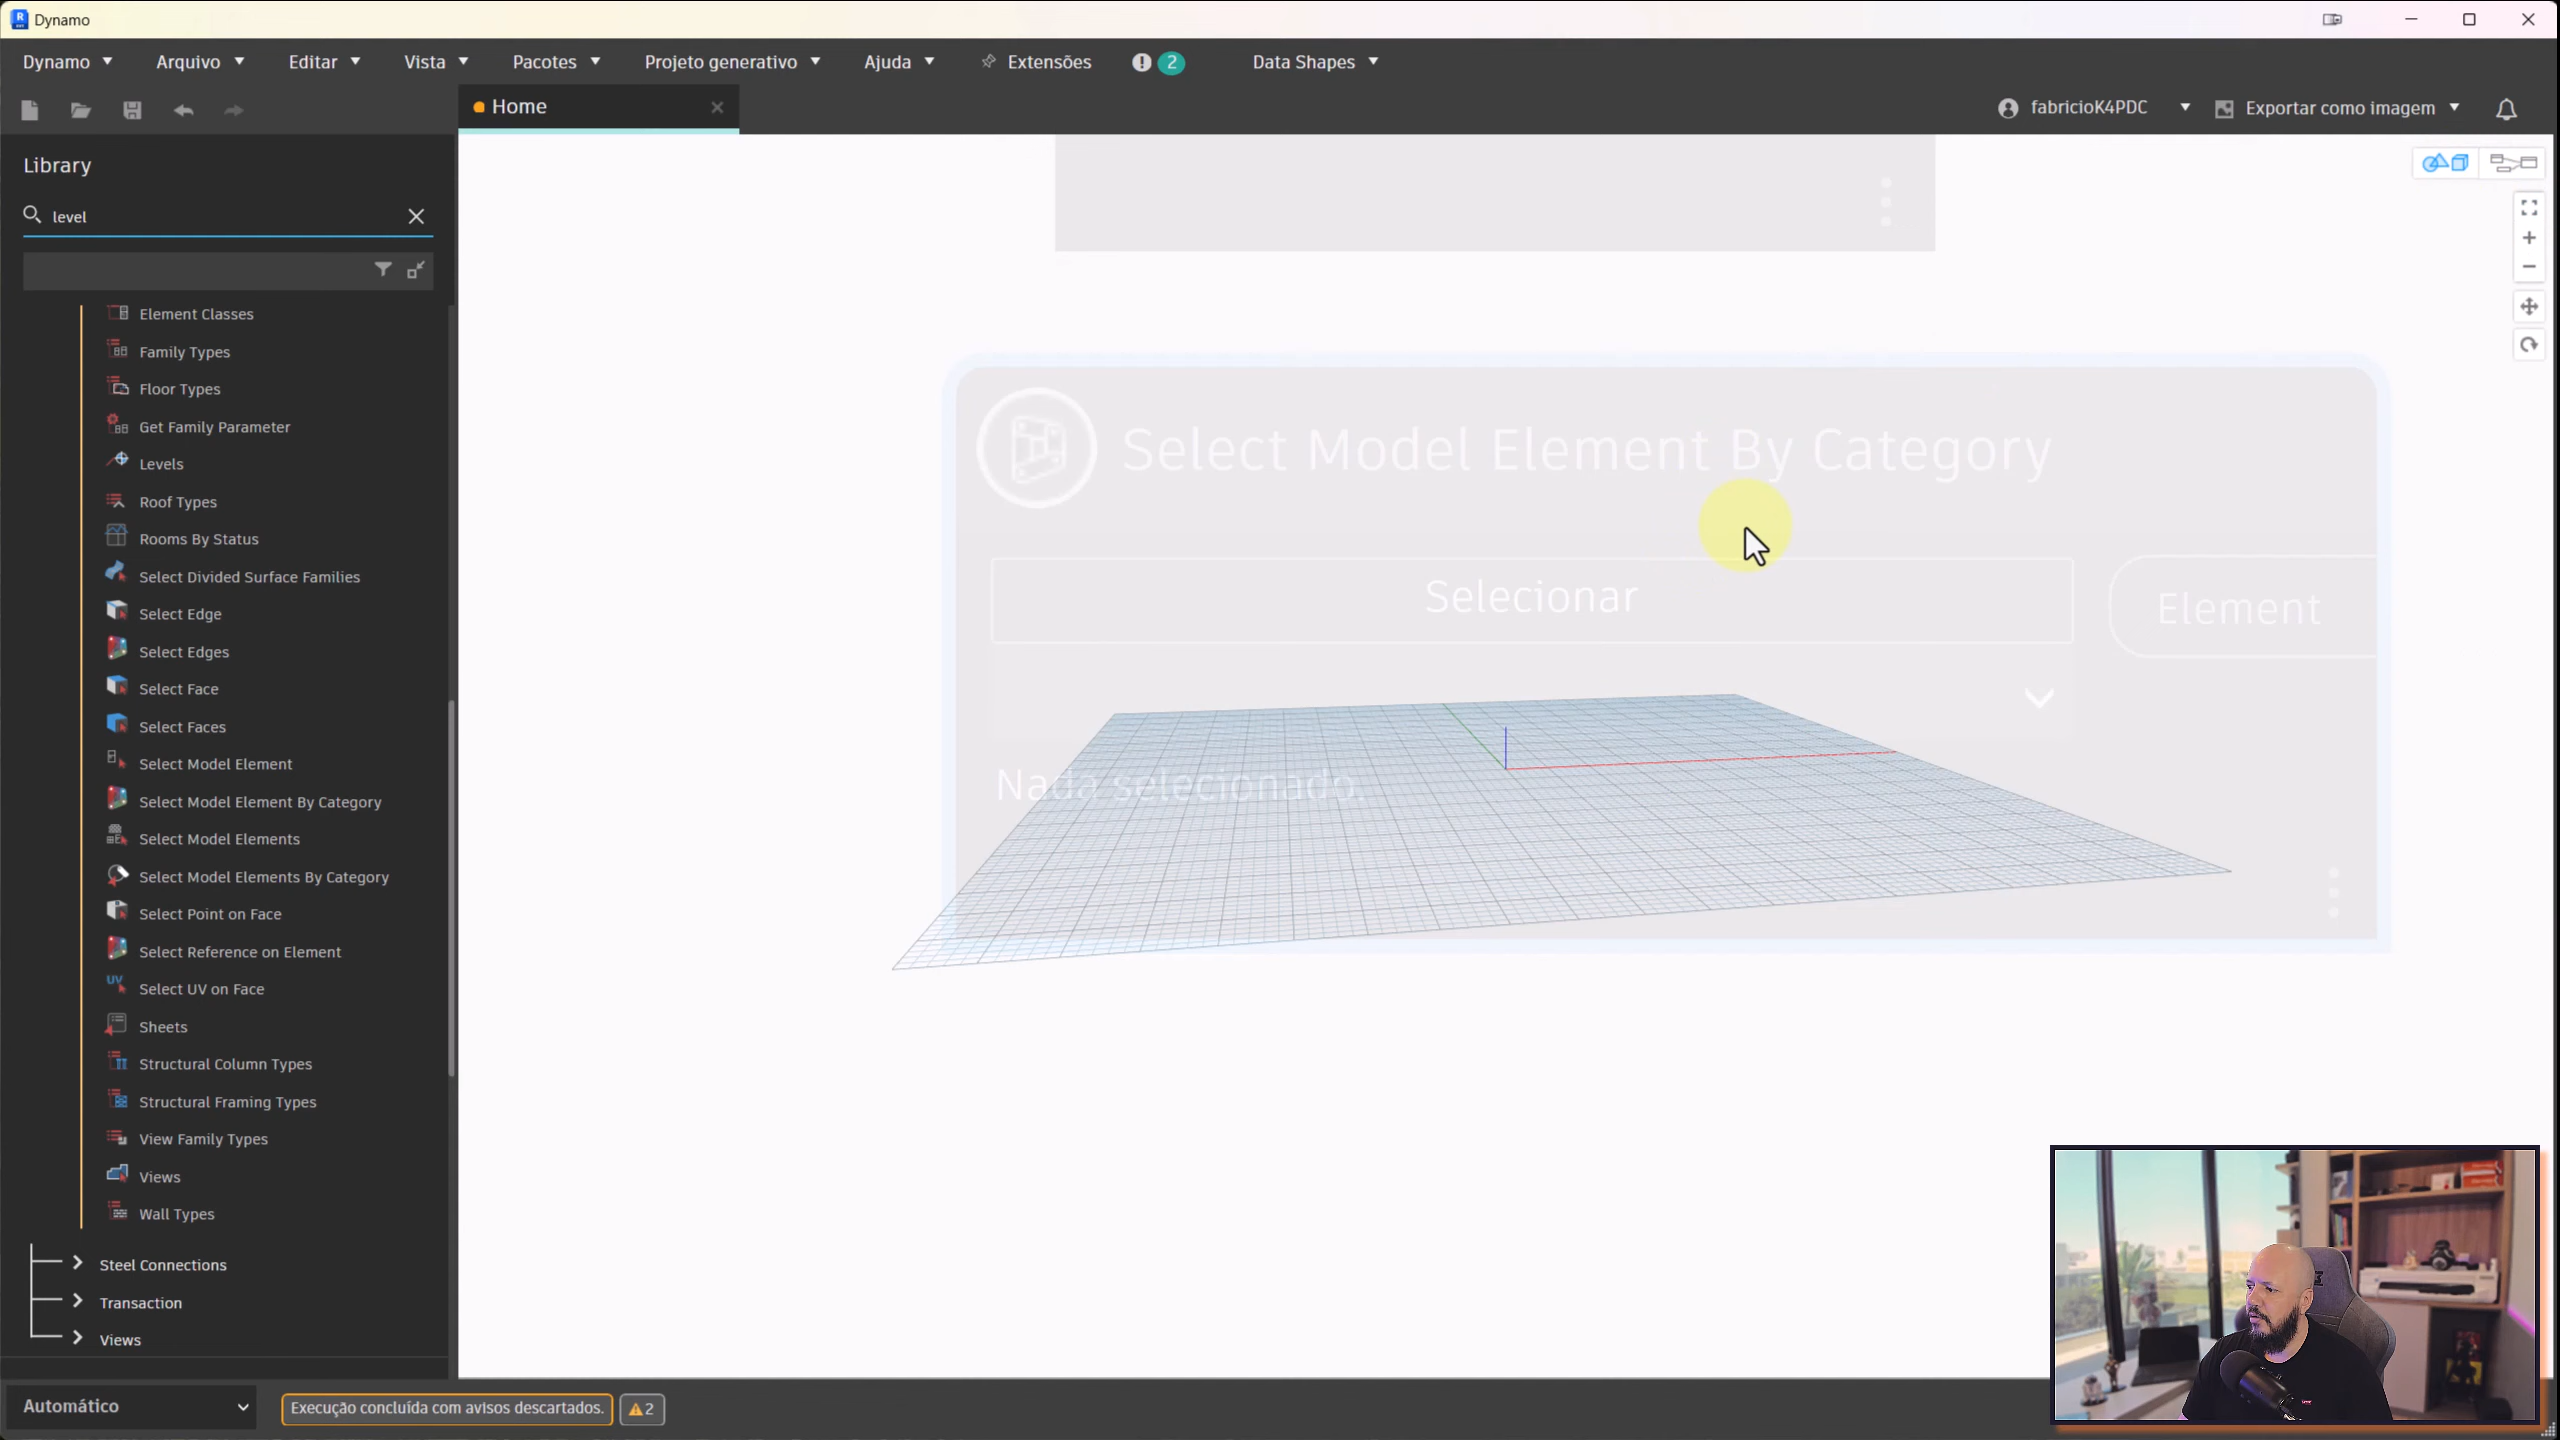 Dynamo
Dynamo Arquivo Editar Vista Pacotes Projeto generativo Ajuda Extensões 2 Data Shapes
Home
fabricioK4PDC Exportar como imagem
Library
level
Element Classes
Family Types
Floor Types
Get Family Parameter
Levels
Roof Types
Rooms By Status
Select Divided Surface Families
Select Edge
Select Edges
Select Face
Select Faces
Select Model Element
Select Model Element By Category
Select Model Elements
Select Model Elements By Category
Select Point on Face
Select Reference on Element
Select UV on Face
Sheets
Structural Column Types
Structural Framing Types
View Family Types
Views
Wall Types
Steel Connections
Transaction
Views
Select Model Element By Category
Selecionar
Element
Nada selecionado.
Automático
Execução concluída com avisos descartados.
2